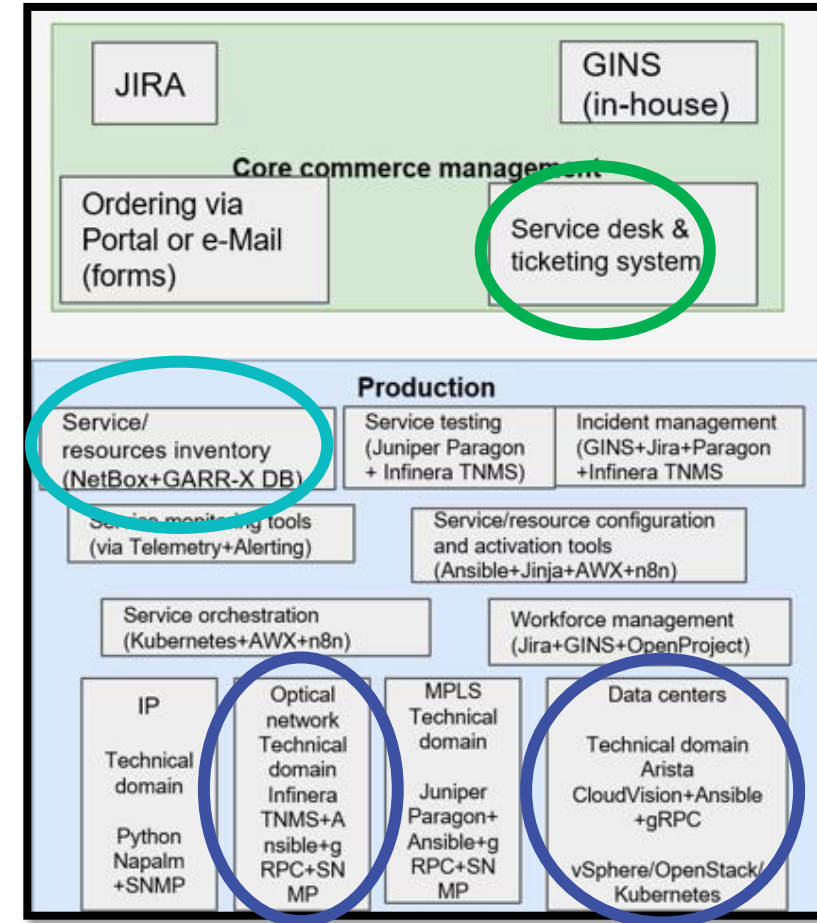 JIRA
GINS
(in-house)
Core commerce management
Ordering via
Portal or e-Mail
(forms)
Service desk &
ticketing system
Production
Service/
resources inventory
(NetBox+GARR-X DB)
Service testing
(Juniper Paragon
+ Infinera TNMS)
Incident management
(GINS+Jira+Paragon
+Infinera TNMS
Service monitoring tools
(via Telemetry+Alerting)
Service/resource configuration
and activation tools
(Ansible+Jinja+AWX+n8n)
Service orchestration
(Kubernetes+AWX+n8n)
Workforce management
(Jira+GINS+OpenProject)
IP
Technical
domain
Python
Napalm
+SNMP
Optical
network
Technical
domain
Infinera
TNMS+A
nsible+g
RPC+SN
MP
MPLS
Technical
domain
Juniper
Paragon+
Ansible+g
RPC+SN
MP
Data centers
Technical domain
Arista
CloudVision+Ansible
+gRPC
vSphere/OpenStack/
Kubernetes